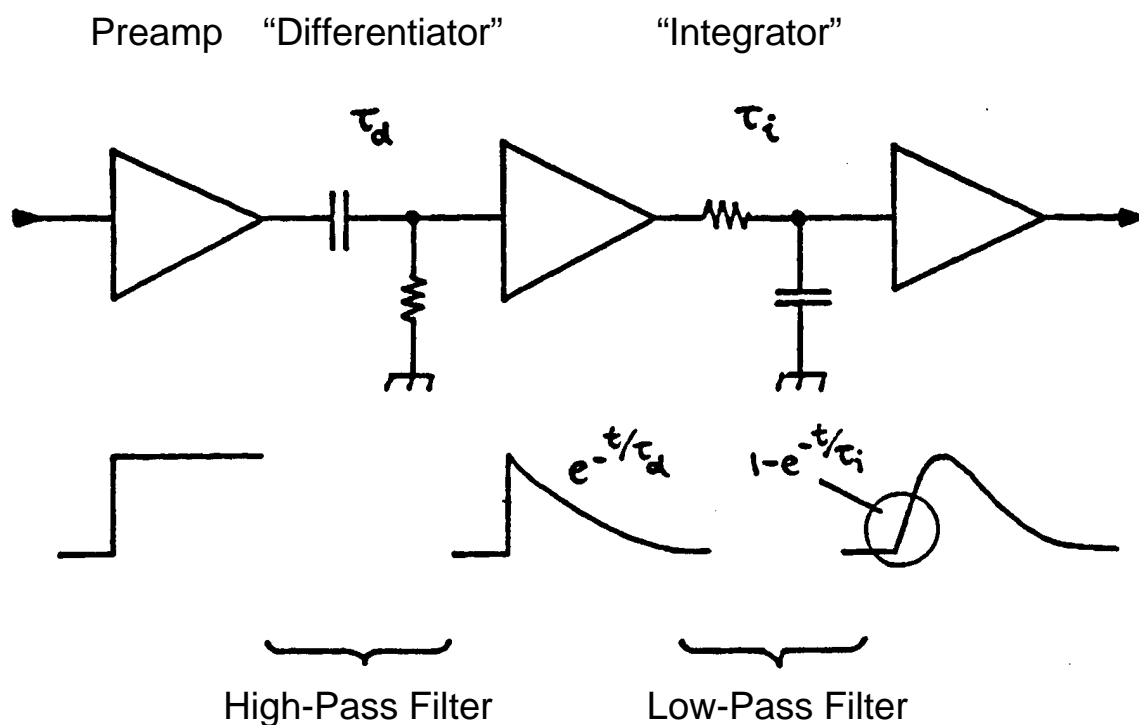 Preamp “Differentiator” “Integrator”
τd τi
e-t/τd 1-e-t/τi
High-Pass Filter Low-Pass Filter